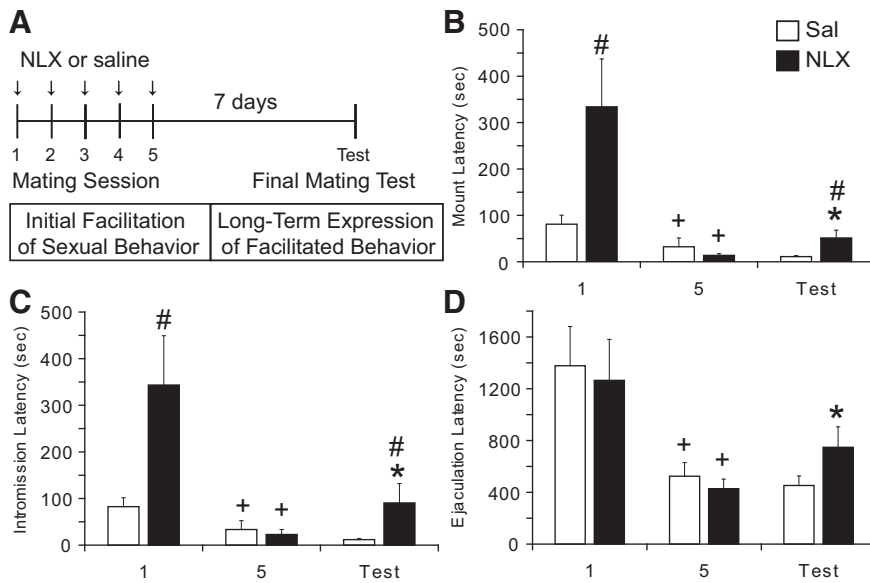 A
NLX or saline
↓ ↓ ↓ ↓ ↓
7 days
1 2 3 4 5 Test
Mating Session Final Mating Test
Initial Facilitation of Sexual Behavior
Long-Term Expression of Facilitated Behavior
B
Sal
NLX
Mount Latency (sec)
500
400
300
200
100
0
#
+
+
#
*
1 5 Test
C
Intromission Latency (sec)
500
400
300
200
100
0
#
+
+
#
*
1 5 Test
D
Ejaculation Latency (sec)
1600
1200
800
400
0
+
+
*
1 5 Test